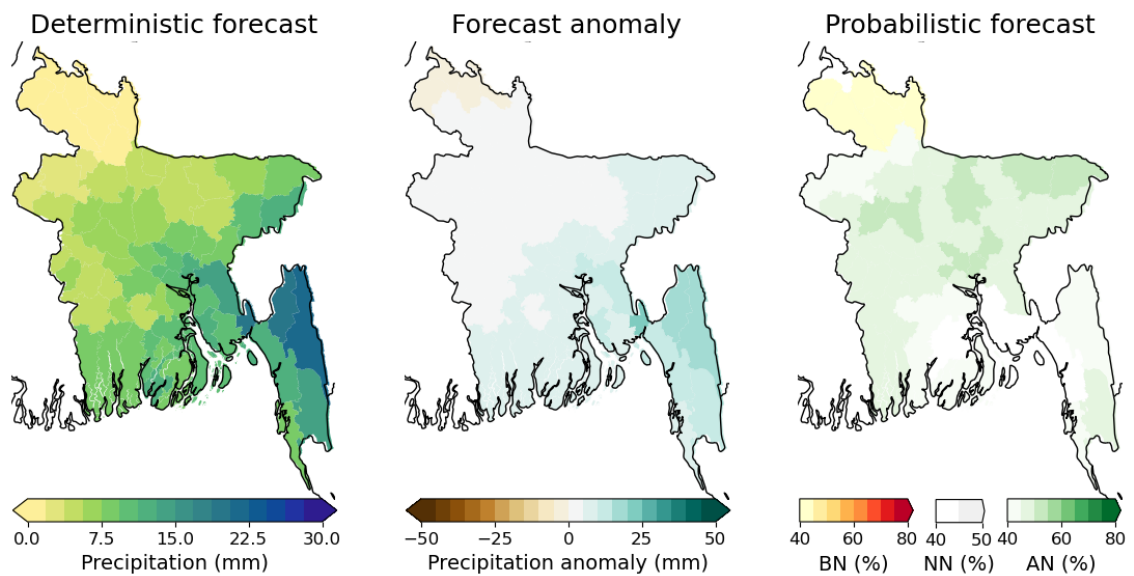 Deterministic forecast
Forecast anomaly
Probabilistic forecast
0.0 7.5 15.0 22.5 30.0
Precipitation (mm)
−50 −25 0 25 50
Precipitation anomaly (mm)
40 60 80
BN (%)
40 50
NN (%)
40 60 80
AN (%)